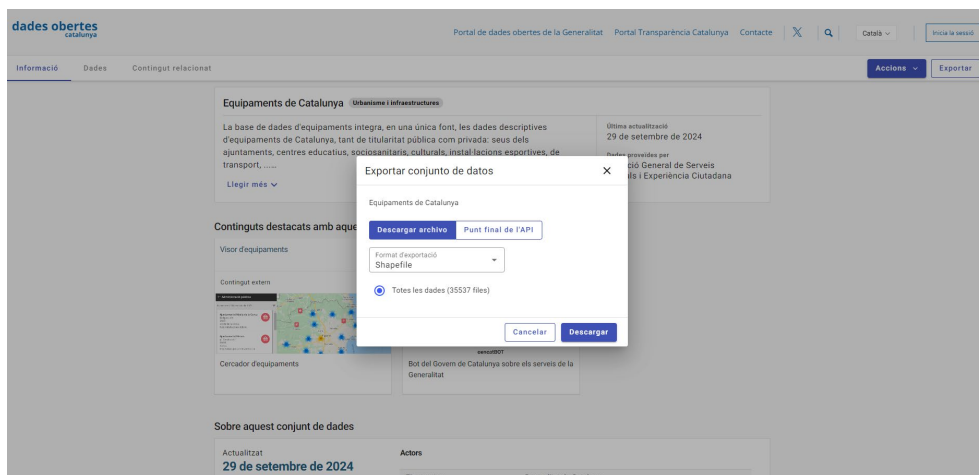 dades obertes
catalunya
Portal de dades obertes de la Generalitat
Portal Transparència Catalunya
Contacte
Català
Inicia la sessió
Informació
Dades
Contingut relacionat
Accions
Exportar
Equipaments de Catalunya
Urbanisme i infraestructures
La base de dades d'equipaments integra, en una única font, les dades descriptives
d'equipaments de Catalunya, tant de titularitat pública com privada: seus dels
ajuntaments, centres educatius, sociosanitaris, culturals, instal·lacions esportives, de
transport, ......
Llegir més
Última actualització
29 de setembre de 2024
Dades proveïdes per
ció General de Serveis
ls i Experiència Ciutadana
Exportar conjunto de datos
Equipaments de Catalunya
Descargar archivo
Punt final de l'API
Format d'exportació
Shapefile
Totes les dades (35537 files)
Cancelar
Descargar
Continguts destacats amb aque
Visor d'equipaments
Contingut extern
Cercador d'equipaments
gencatBOT
Bot del Govern de Catalunya sobre els serveis de la
Generalitat
Sobre aquest conjunt de dades
Actualitzat
29 de setembre de 2024
Actors